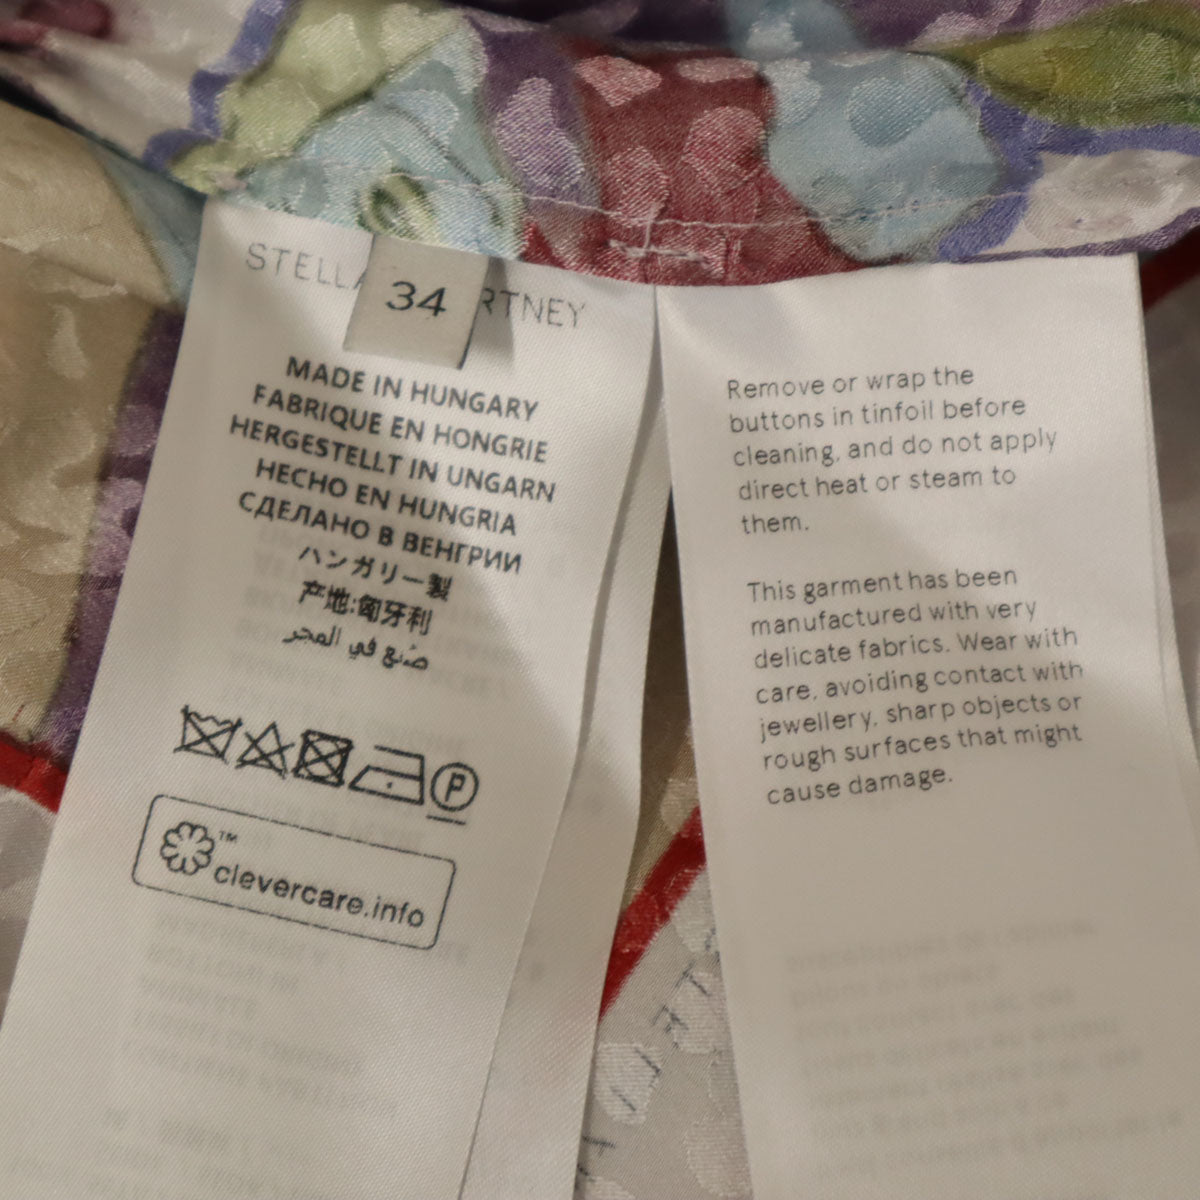 STELLA
RTNEY
34
MADE IN HUNGARY
FABRIQUE EN HONGRIE
HERGESTELLT IN UNGARN
HECHO EN HUNGRIA
СДЕЛАНО В ВЕНГРИИ
ハンガリー製
产地:匈牙利
صُنع في المجر
P
™
clevercare.info
Remove or wrap the
buttons in tinfoil before
cleaning, and do not apply
direct heat or steam to
them.
This garment has been
manufactured with very
delicate fabrics. Wear with
care, avoiding contact with
jewellery, sharp objects or
rough surfaces that might
cause damage.